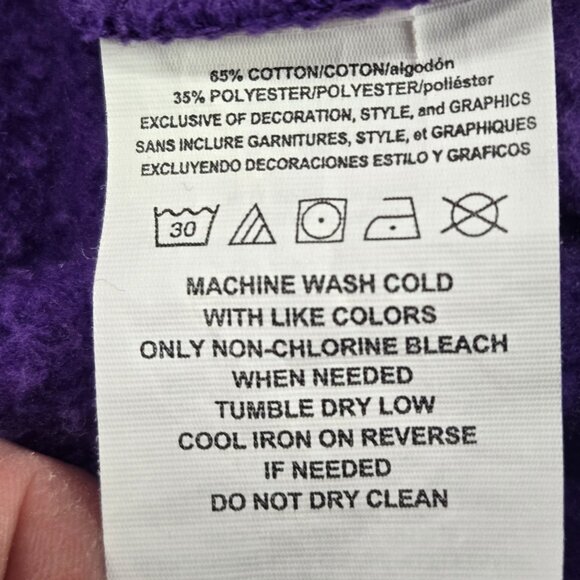 65% COTTON/COTON/algodón
35% POLYESTER/POLYESTER/poliéster
EXCLUSIVE OF DECORATION, STYLE, and GRAPHICS
SANS INCLURE GARNITURES, STYLE, et GRAPHIQUES
EXCLUYENDO DECORACIONES ESTILO Y GRAFICOS
30
MACHINE WASH COLD
WITH LIKE COLORS
ONLY NON-CHLORINE BLEACH
WHEN NEEDED
TUMBLE DRY LOW
COOL IRON ON REVERSE
IF NEEDED
DO NOT DRY CLEAN